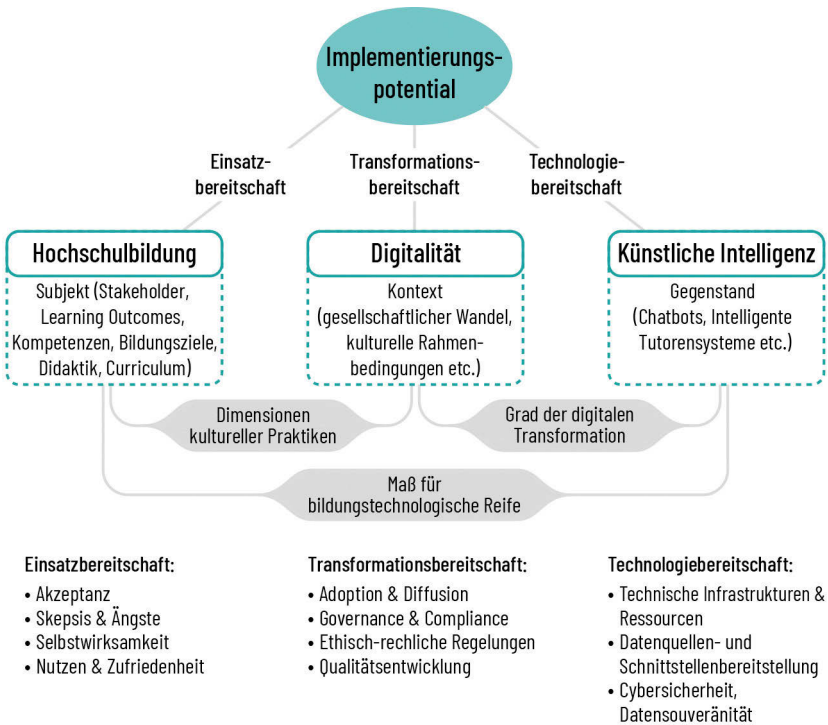 Implementierungs-
potential
Einsatz-
bereitschaft
Transformations-
bereitschaft
Technologie-
bereitschaft
Hochschulbildung
Subjekt (Stakeholder,
Learning Outcomes,
Kompetenzen, Bildungsziele,
Didaktik, Curriculum)
Digitalität
Kontext
(gesellschaftlicher Wandel,
kulturelle Rahmen-
bedingungen etc.)
Künstliche Intelligenz
Gegenstand
(Chatbots, Intelligente
Tutorensysteme etc.)
Dimensionen
kultureller Praktiken
Grad der digitalen
Transformation
Maß für
bildungstechnologische Reife
Einsatzbereitschaft:
• Akzeptanz
• Skepsis & Ängste
• Selbstwirksamkeit
• Nutzen & Zufriedenheit
Transformationsbereitschaft:
• Adoption & Diffusion
• Governance & Compliance
• Ethisch-rechliche Regelungen
• Qualitätsentwicklung
Technologiebereitschaft:
• Technische Infrastrukturen &
Ressourcen
• Datenquellen- und
Schnittstellenbereitstellung
• Cybersicherheit,
Datensouveränität